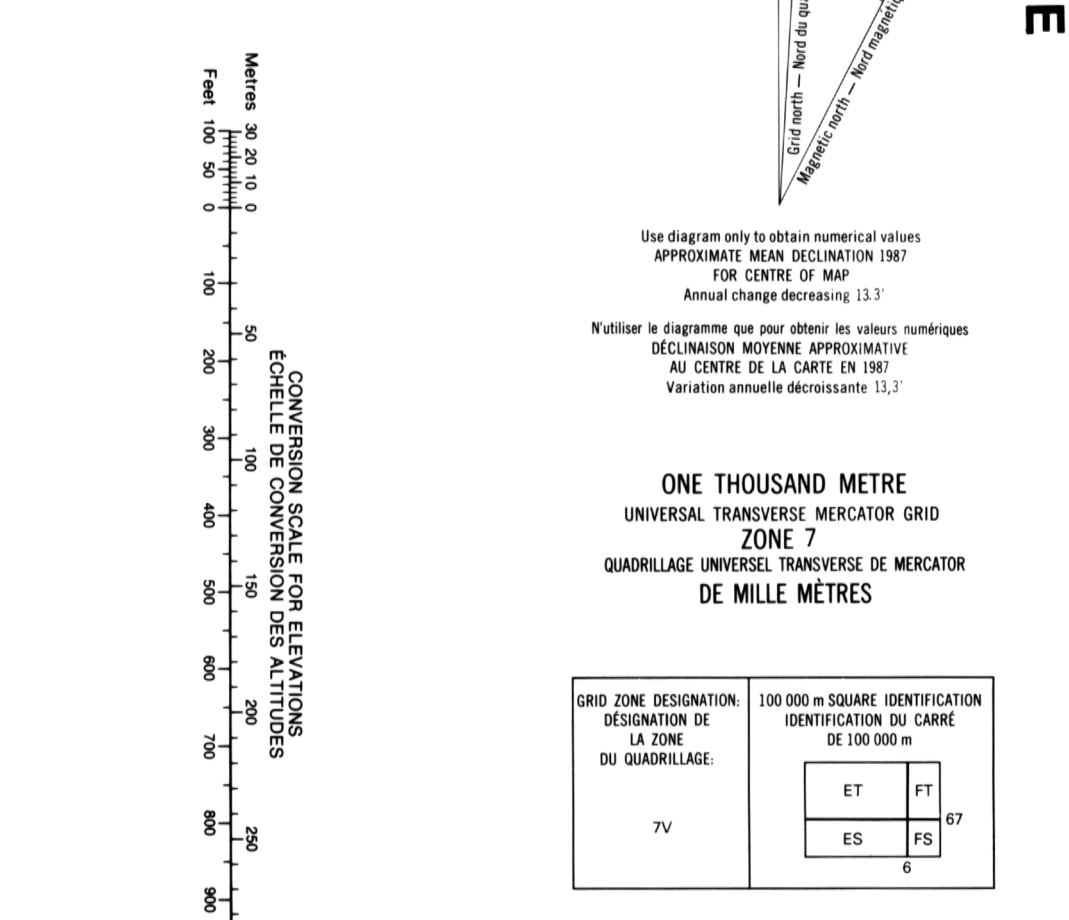 E
Grid north — Nord du qu
Magnetic north — Nord magnétiq
Use diagram only to obtain numerical values
APPROXIMATE MEAN DECLINATION 1987
FOR CENTRE OF MAP
Annual change decreasing 13.3′
N'utiliser le diagramme que pour obtenir les valeurs numériques
DÉCLINAISON MOYENNE APPROXIMATIVE
AU CENTRE DE LA CARTE EN 1987
Variation annuelle décroissante 13,3′
ONE THOUSAND METRE
UNIVERSAL TRANSVERSE MERCATOR GRID
ZONE 7
QUADRILLAGE UNIVERSEL TRANSVERSE DE MERCATOR
DE MILLE MÈTRES
GRID ZONE DESIGNATION:
DÉSIGNATION DE
LA ZONE
DU QUADRILLAGE:
7V
100 000 m SQUARE IDENTIFICATION
IDENTIFICATION DU CARRÉ
DE 100 000 m
ET FT
67
ES FS
6
CONVERSION SCALE FOR ELEVATIONS
ÉCHELLE DE CONVERSION DES ALTITUDES
Metres 30 20 10 0 50 100 150 200 250
Feet 100 50 0 100 200 300 400 500 600 700 800 900